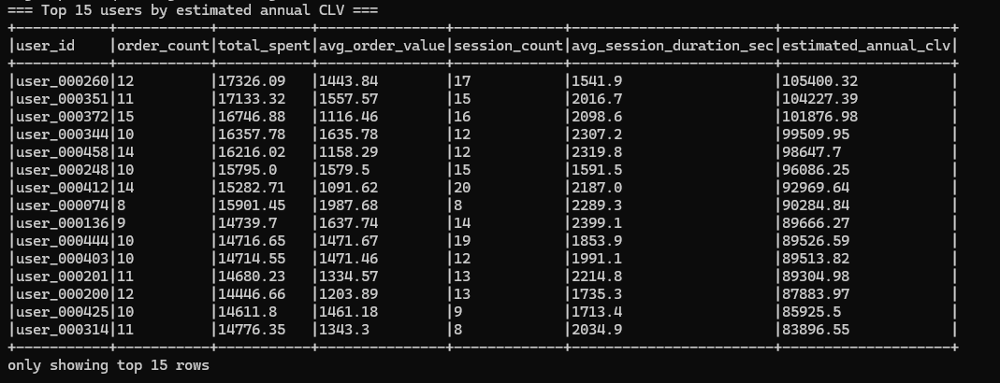 === Top 15 users by estimated annual CLV ===
+-----------+-----------+-----------+---------------+-------------+------------------------+--------------------+
|user_id    |order_count|total_spent|avg_order_value|session_count|avg_session_duration_sec|estimated_annual_clv|
+-----------+-----------+-----------+---------------+-------------+------------------------+--------------------+
|user_000260|12         |17326.09   |1443.84        |17           |1541.9                  |105400.32           |
|user_000351|11         |17133.32   |1557.57        |15           |2016.7                  |104227.39           |
|user_000372|15         |16746.88   |1116.46        |16           |2098.6                  |101876.98           |
|user_000344|10         |16357.78   |1635.78        |12           |2307.2                  |99509.95            |
|user_000458|14         |16216.02   |1158.29        |12           |2319.8                  |98647.7             |
|user_000248|10         |15795.0    |1579.5         |15           |1591.5                  |96086.25            |
|user_000412|14         |15282.71   |1091.62        |20           |2187.0                  |92969.64            |
|user_000074|8          |15901.45   |1987.68        |8            |2289.3                  |90284.84            |
|user_000136|9          |14739.7    |1637.74        |14           |2399.1                  |89666.27            |
|user_000444|10         |14716.65   |1471.67        |19           |1853.9                  |89526.59            |
|user_000403|10         |14714.55   |1471.46        |12           |1991.1                  |89513.82            |
|user_000201|11         |14680.23   |1334.57        |13           |2214.8                  |89304.98            |
|user_000200|12         |14446.66   |1203.89        |13           |1735.3                  |87883.97            |
|user_000425|10         |14611.8    |1461.18        |9            |1713.4                  |85925.5             |
|user_000314|11         |14776.35   |1343.3         |8            |2034.9                  |83896.55            |
+-----------+-----------+-----------+---------------+-------------+------------------------+--------------------+
only showing top 15 rows